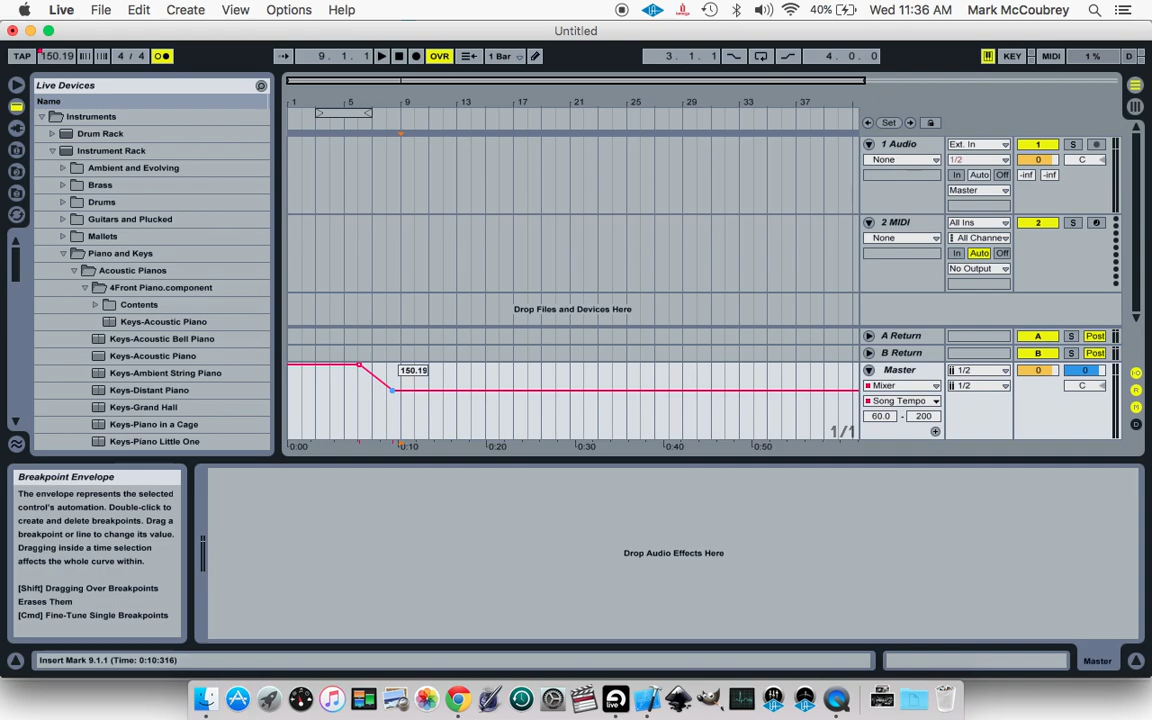 Live File Edit Create View Options Help 40% Wed 11:36 AM Mark McCoubrey
Untitled
TAP 150.19 4 / 4 9. 1. 1 OVR 1 Bar 3. 1. 1 4. 0. 0 KEY MIDI 1 % D
Live Devices
Name
Instruments
Drum Rack
Instrument Rack
Ambient and Evolving
Brass
Drums
Guitars and Plucked
Mallets
Piano and Keys
Acoustic Pianos
4Front Piano.component
Contents
Keys-Acoustic Piano
Keys-Acoustic Bell Piano
Keys-Acoustic Piano
Keys-Ambient String Piano
Keys-Distant Piano
Keys-Grand Hall
Keys-Piano in a Cage
Keys-Piano Little One
1 5 9 13 17 21 25 29 33 37
Set
1 Audio Ext. In 1 S
None 1/2 0 C
In Auto Off -inf -inf
Master
2 MIDI All Ins 2 S
None All Channe
In Auto Off
No Output
Drop Files and Devices Here
A Return A S Post
B Return B S Post
150.19
Master 1/2 0 0
Mixer 1/2 C
Song Tempo
60.0 - 200
1/1
0:00 0:10 0:20 0:30 0:40 0:50
Breakpoint Envelope
The envelope represents the selected
control's automation. Double-click to
create and delete breakpoints. Drag a
breakpoint or line to change its value.
Dragging inside a time selection
affects the whole curve within.
[Shift] Dragging Over Breakpoints
Erases Them
[Cmd] Fine-Tune Single Breakpoints
Drop Audio Effects Here
Insert Mark 9.1.1 (Time: 0:10:316)
Master